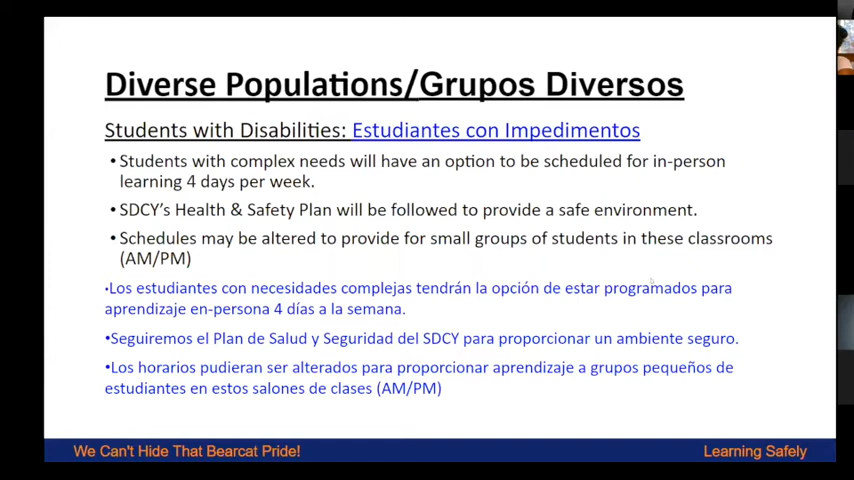 Diverse Populations/Grupos Diversos
Students with Disabilities: Estudiantes con Impedimentos
•Students with complex needs will have an option to be scheduled for in-person
learning 4 days per week.
•SDCY's Health & Safety Plan will be followed to provide a safe environment.
•Schedules may be altered to provide for small groups of students in these classrooms
(AM/PM)
•Los estudiantes con necesidades complejas tendrán la opción de estar programados para
aprendizaje en-persona 4 días a la semana.
•Seguiremos el Plan de Salud y Seguridad del SDCY para proporcionar un ambiente seguro.
•Los horarios pudieran ser alterados para proporcionar aprendizaje a grupos pequeños de
estudiantes en estos salones de clases (AM/PM)
We Can't Hide That Bearcat Pride!
Learning Safely